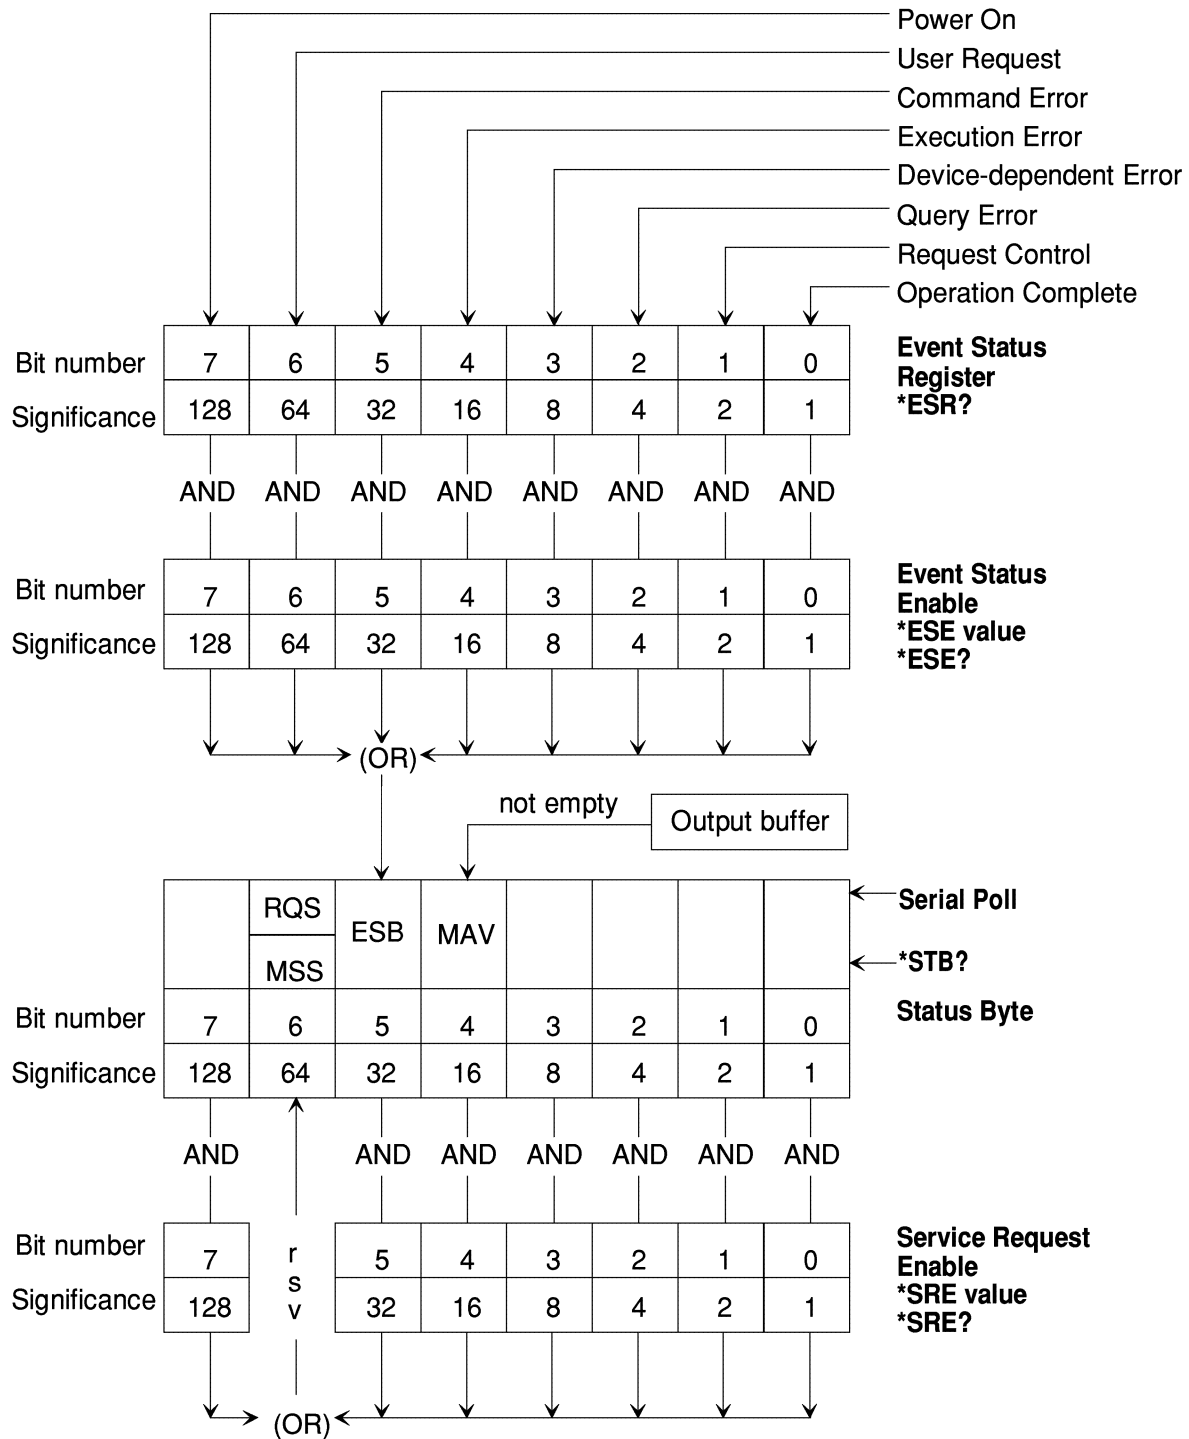 Power On
User Request
Command Error
Execution Error
Device-dependent Error
Query Error
Request Control
Operation Complete
Bit number 7 6 5 4 3 2 1 0
Significance 128 64 32 16 8 4 2 1
Event Status
Register
*ESR?
AND AND AND AND AND AND AND AND
Bit number 7 6 5 4 3 2 1 0
Significance 128 64 32 16 8 4 2 1
Event Status
Enable
*ESE value
*ESE?
(OR)
not empty
Output buffer
RQS
MSS
ESB
MAV
Serial Poll
*STB?
Status Byte
Bit number 7 6 5 4 3 2 1 0
Significance 128 64 32 16 8 4 2 1
AND AND AND AND AND AND AND
Bit number 7 5 4 3 2 1 0
Significance 128 32 16 8 4 2 1
r
s
v
Service Request
Enable
*SRE value
*SRE?
(OR)